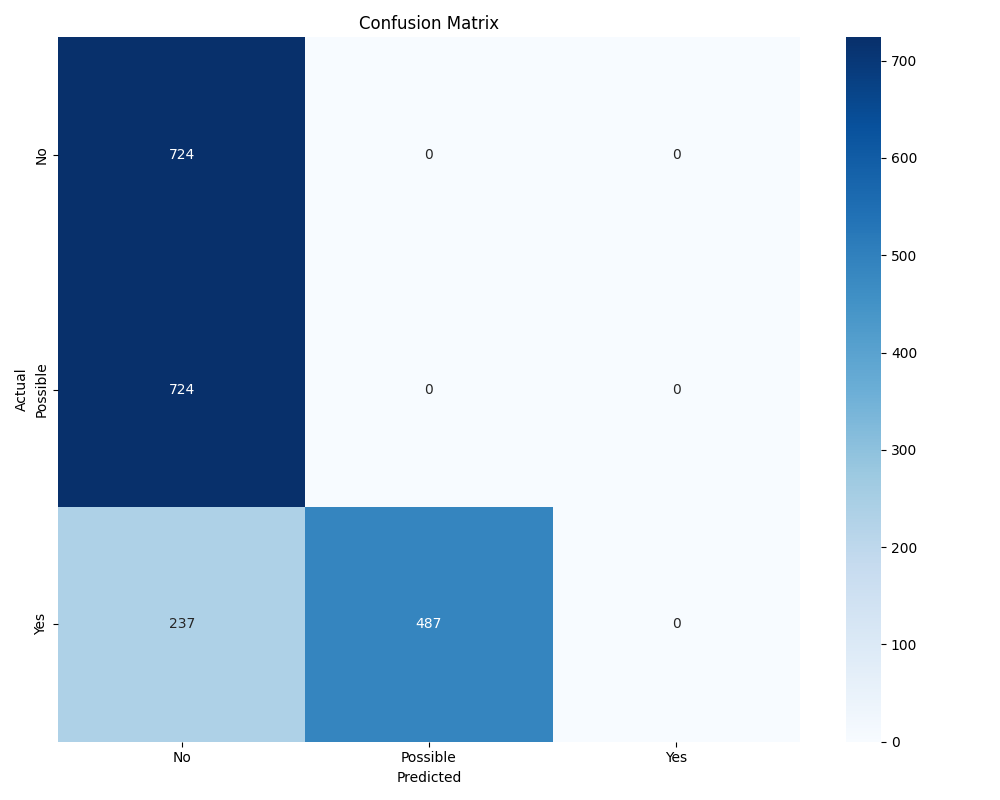 Confusion Matrix
Actual
No
724 0 0
Possible
724 0 0
Yes
237 487 0
No Possible Yes
Predicted
700
600
500
400
300
200
100
0